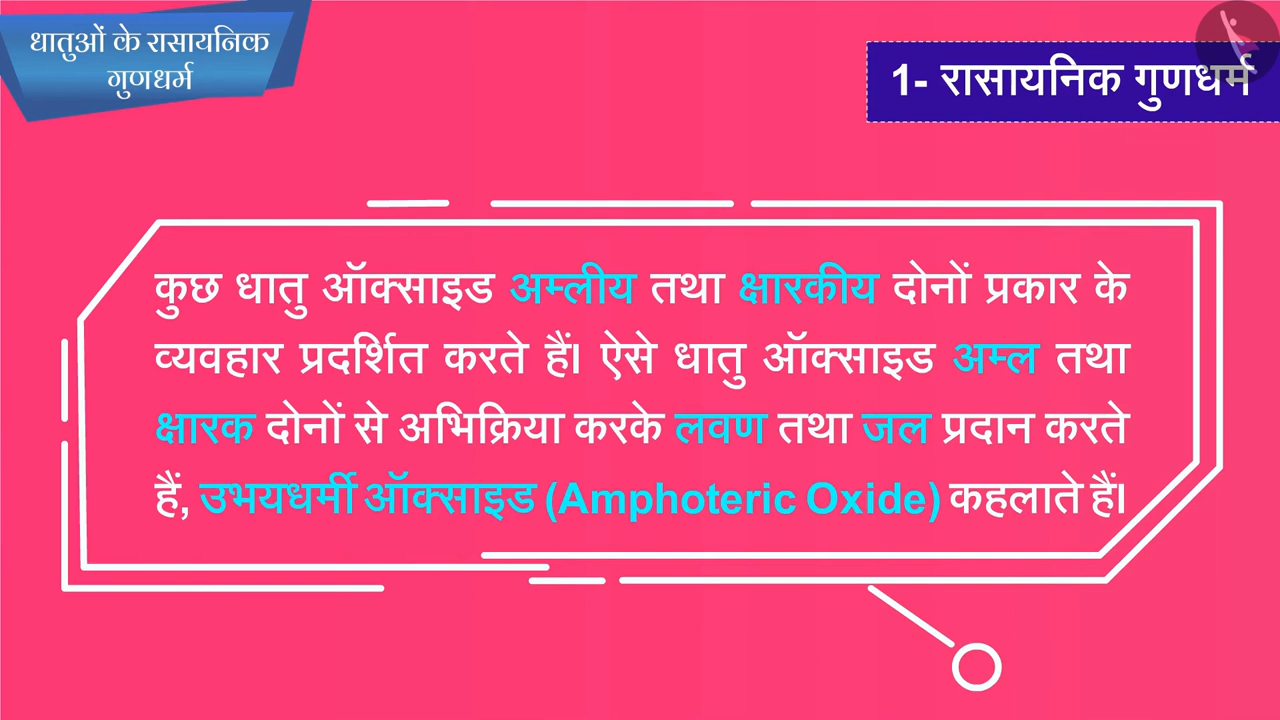 धातुओं के रासायनिक
गुणधर्म
1- रासायनिक गुणधर्म
कुछ धातु ऑक्साइड अम्लीय तथा क्षारकीय दोनों प्रकार के
व्यवहार प्रदर्शित करते हैं। ऐसे धातु ऑक्साइड अम्ल तथा
क्षारक दोनों से अभिक्रिया करके लवण तथा जल प्रदान करते
हैं, उभयधर्मी ऑक्साइड (Amphoteric Oxide) कहलाते हैं।